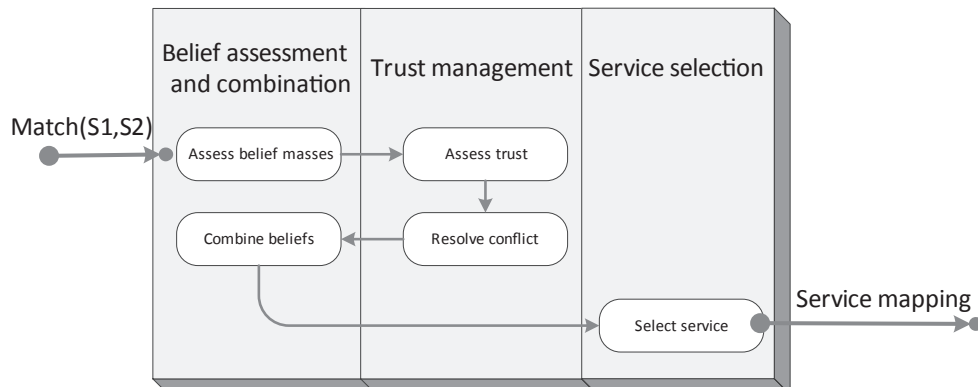 Belief assessment
and combination
Trust management
Service selection
Match(S1,S2)
Assess belief masses
Assess trust
Combine beliefs
Resolve conflict
Service mapping
Select service